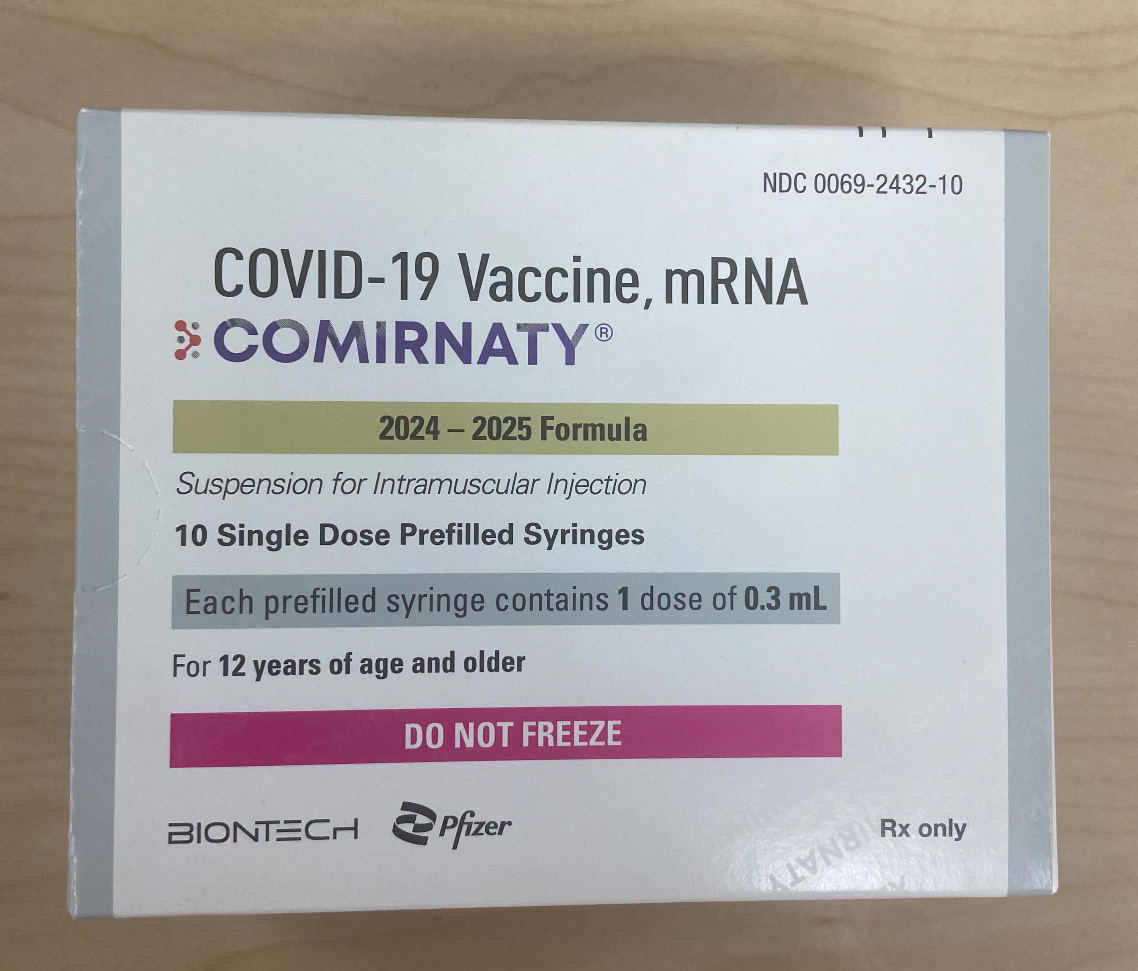 NDC 0069-2432-10
COVID-19 Vaccine, mRNA
COMIRNATY®
2024 – 2025 Formula
Suspension for Intramuscular Injection
10 Single Dose Prefilled Syringes
Each prefilled syringe contains 1 dose of 0.3 mL
For 12 years of age and older
DO NOT FREEZE
BIONTECH Pfizer
Rx only